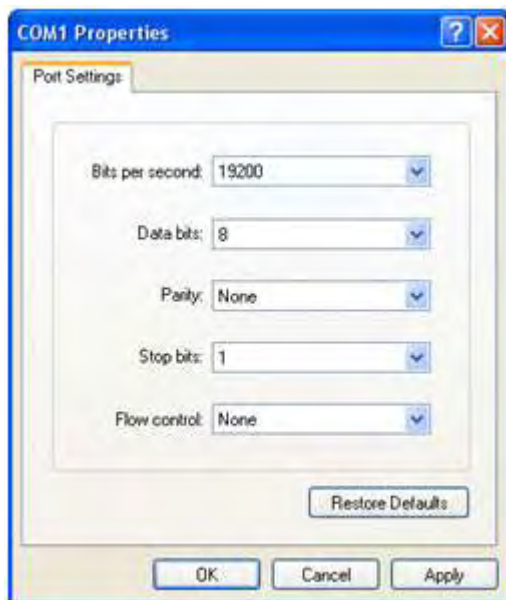 COM1 Properties
Port Settings
Bits per second: 19200
Data bits: 8
Parity: None
Stop bits: 1
Flow control: None
Restore Defaults
OK Cancel Apply